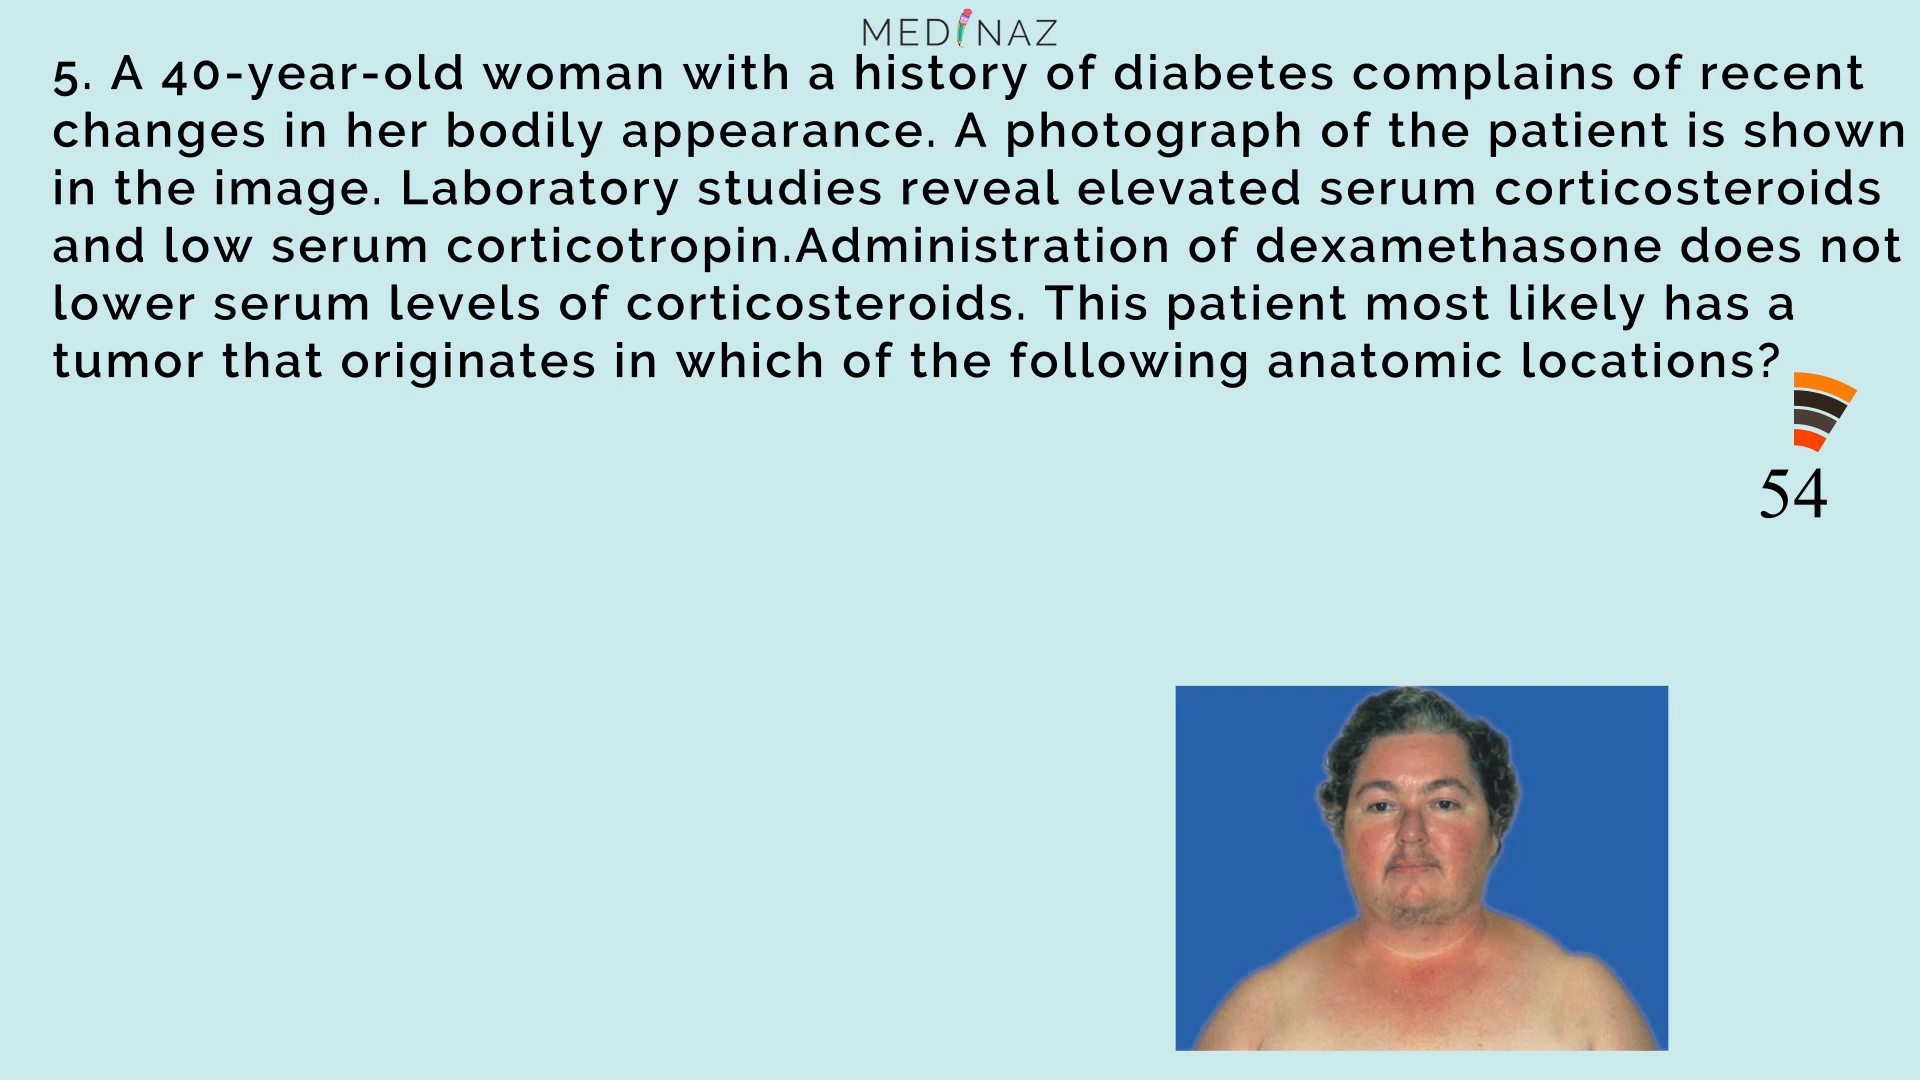 MEDINAZ
5. A 40-year-old woman with a history of diabetes complains of recent
changes in her bodily appearance. A photograph of the patient is shown
in the image. Laboratory studies reveal elevated serum corticosteroids
and low serum corticotropin.Administration of dexamethasone does not
lower serum levels of corticosteroids. This patient most likely has a
tumor that originates in which of the following anatomic locations?
54